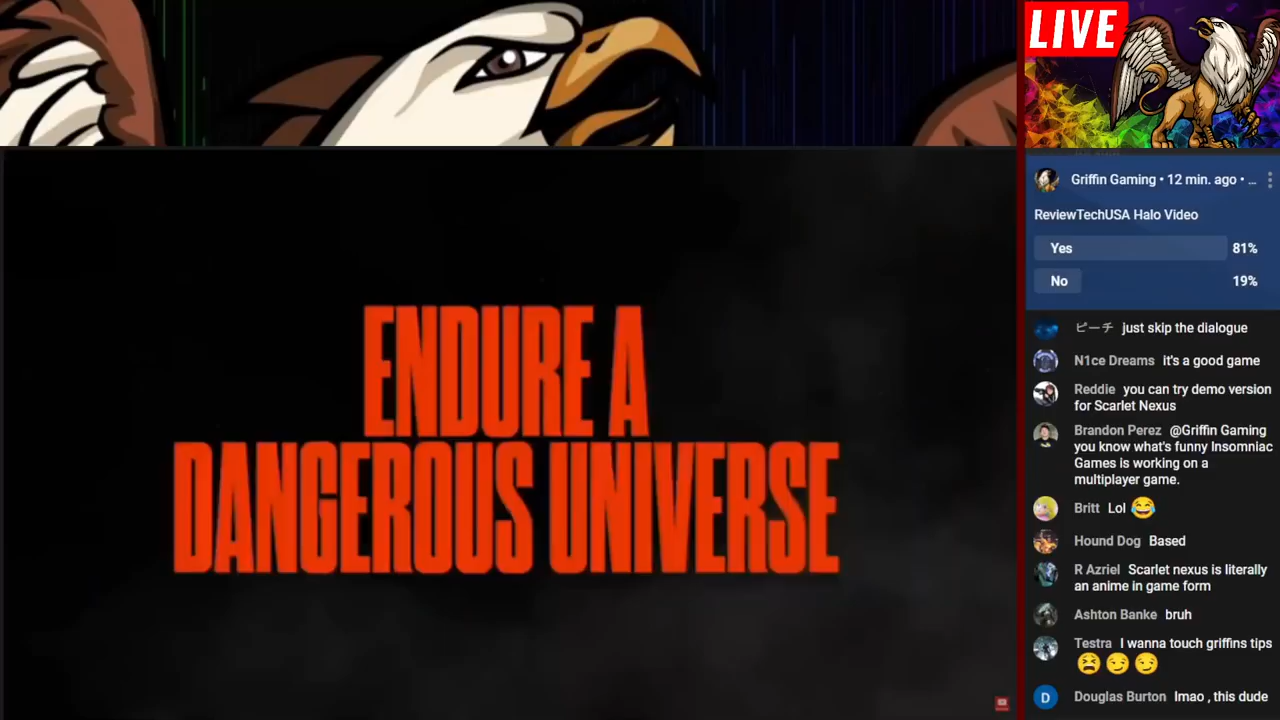 LIVE
Griffin Gaming • 12 min. ago • ...
ReviewTechUSA Halo Video
Yes 81%
No 19%
ENDURE A
DANGEROUS UNIVERSE
ピーチ just skip the dialogue
N1ce Dreams it's a good game
Reddie you can try demo version
for Scarlet Nexus
Brandon Perez @Griffin Gaming
you know what's funny Insomniac
Games is working on a
multiplayer game.
Britt Lol 😂
Hound Dog Based
R Azriel Scarlet nexus is literally
an anime in game form
Ashton Banke bruh
Testra I wanna touch griffins tips
😫😏😏
D Douglas Burton lmao , this dude